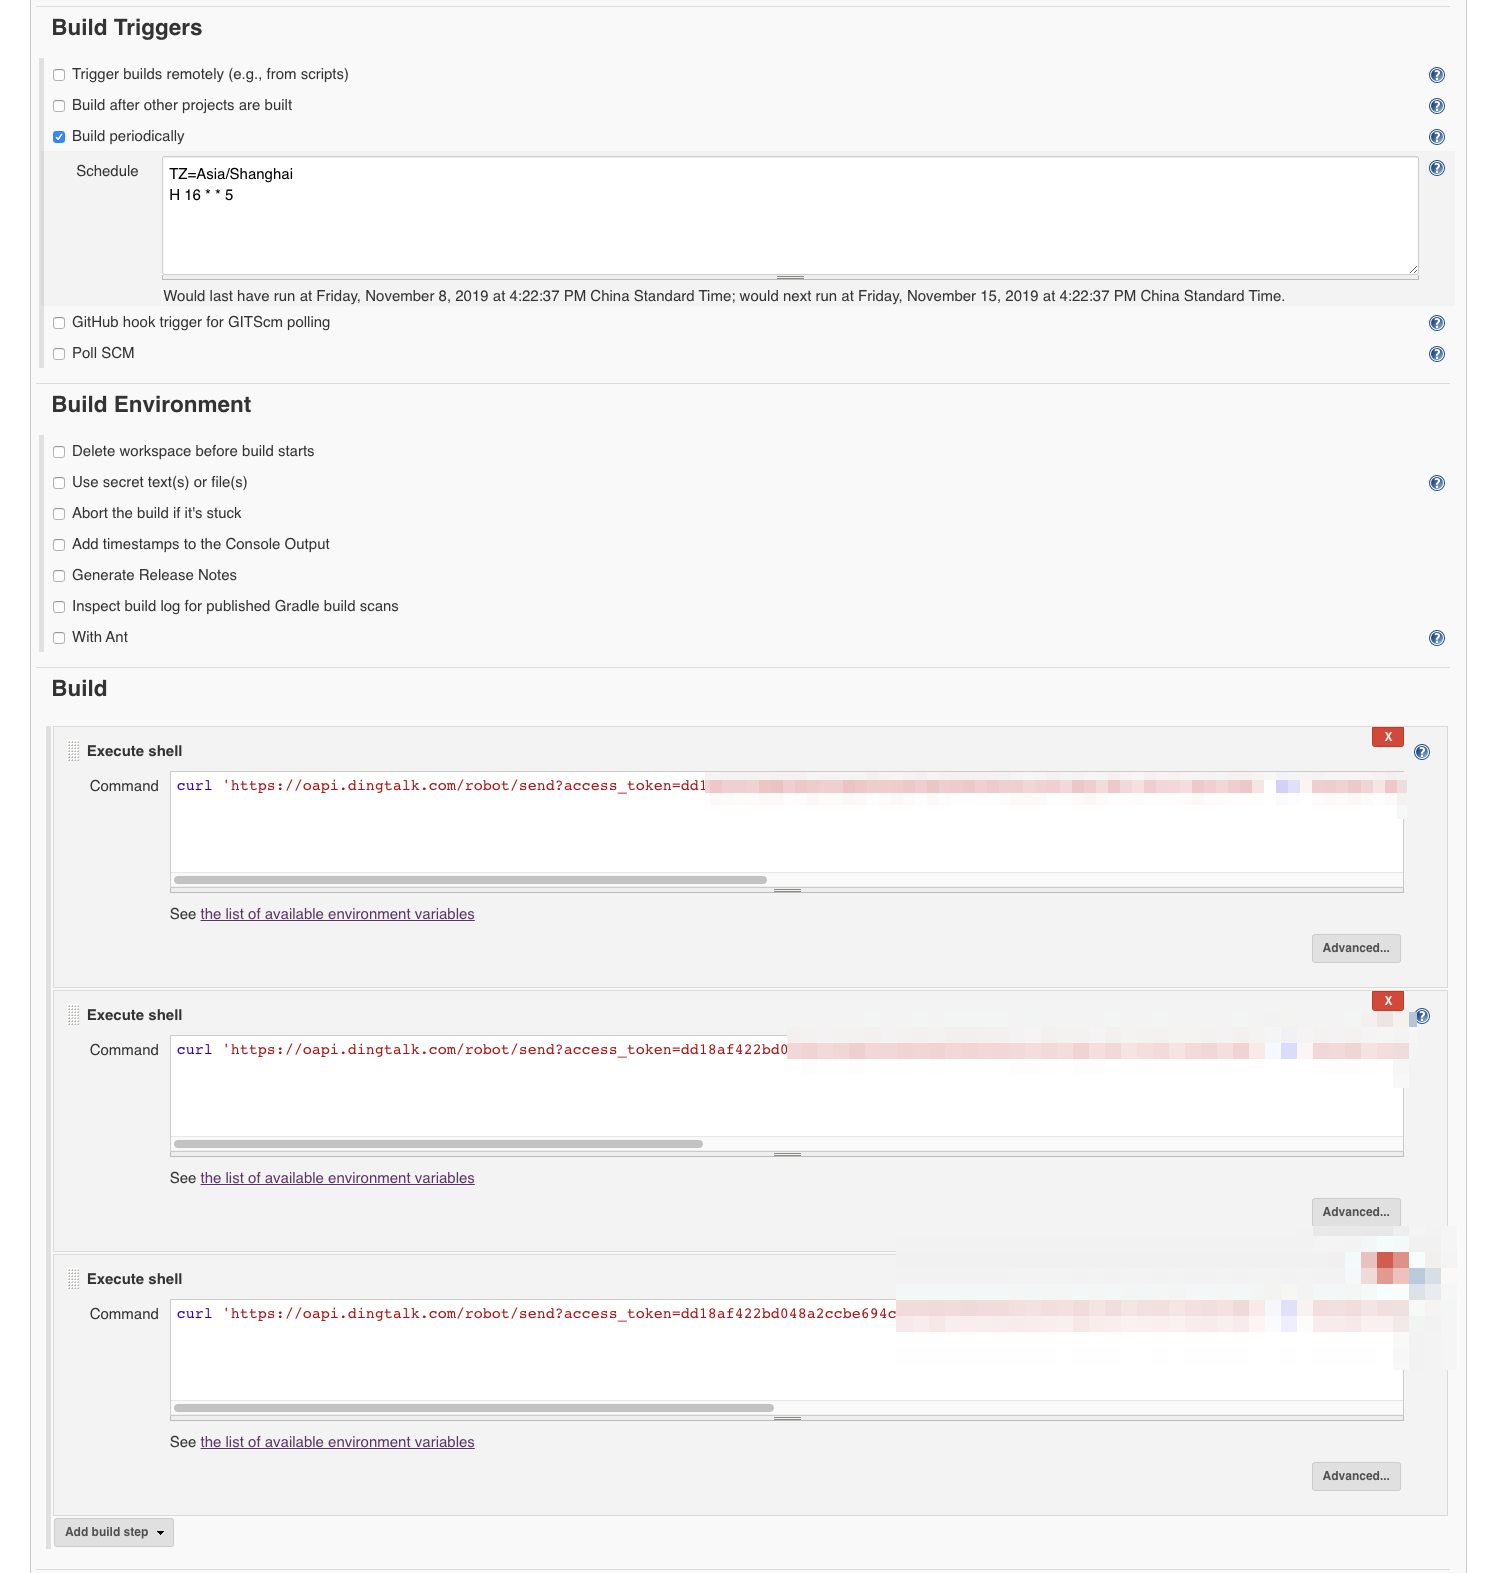 Build Triggers
Trigger builds remotely (e.g., from scripts)
Build after other projects are built
Build periodically
Schedule
TZ=Asia/Shanghai
H 16 * * 5
Would last have run at Friday, November 8, 2019 at 4:22:37 PM China Standard Time; would next run at Friday, November 15, 2019 at 4:22:37 PM China Standard Time.
GitHub hook trigger for GITScm polling
Poll SCM
Build Environment
Delete workspace before build starts
Use secret text(s) or file(s)
Abort the build if it's stuck
Add timestamps to the Console Output
Generate Release Notes
Inspect build log for published Gradle build scans
With Ant
Build
X
Execute shell
Command curl 'https://oapi.dingtalk.com/robot/send?access_token=dd1
See the list of available environment variables
Advanced...
X
Execute shell
Command curl 'https://oapi.dingtalk.com/robot/send?access_token=dd18af422bd0
See the list of available environment variables
Advanced...
Execute shell
Command curl 'https://oapi.dingtalk.com/robot/send?access_token=dd18af422bd048a2ccbe694c
See the list of available environment variables
Advanced...
Add build step